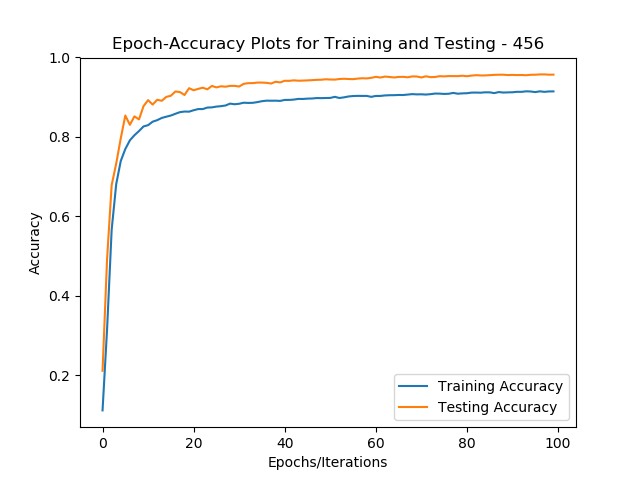 Epoch-Accuracy Plots for Training and Testing - 456
1.0
0.8
0.6
0.4
0.2
Accuracy
0 20 40 60 80 100
Epochs/Iterations
Training Accuracy
Testing Accuracy